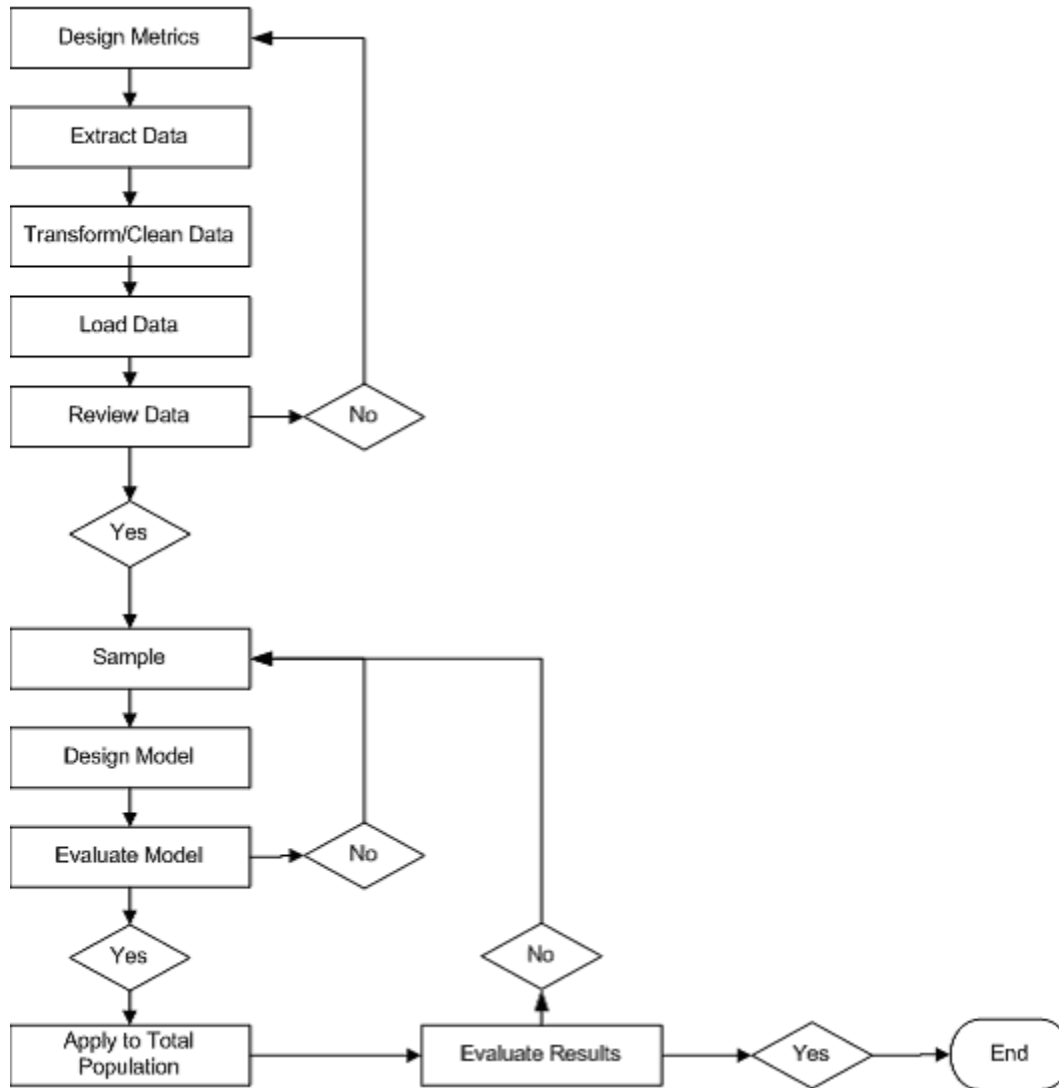 Design Metrics
Extract Data
Transform/Clean Data
Load Data
Review Data
No
Yes
Sample
Design Model
Evaluate Model
No
Yes
No
Apply to Total
Population
Evaluate Results
Yes
End